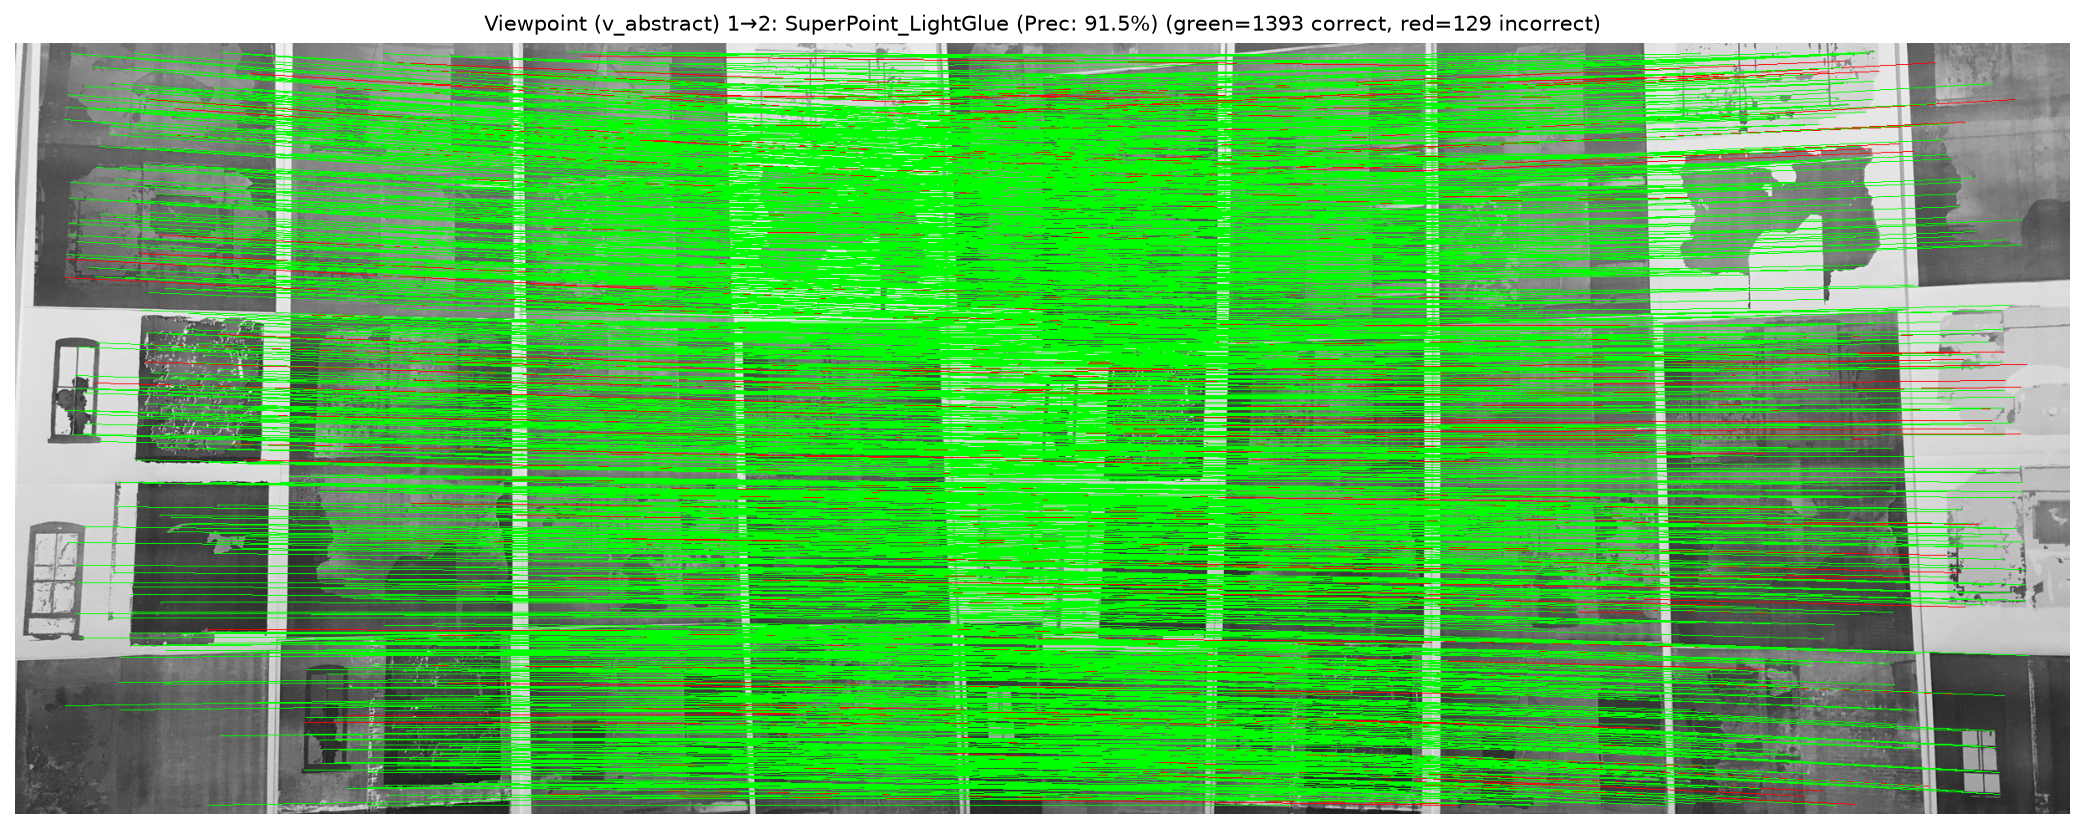 Viewpoint (v_abstract) 1→2: SuperPoint_LightGlue (Prec: 91.5%) (green=1393 correct, red=129 incorrect)